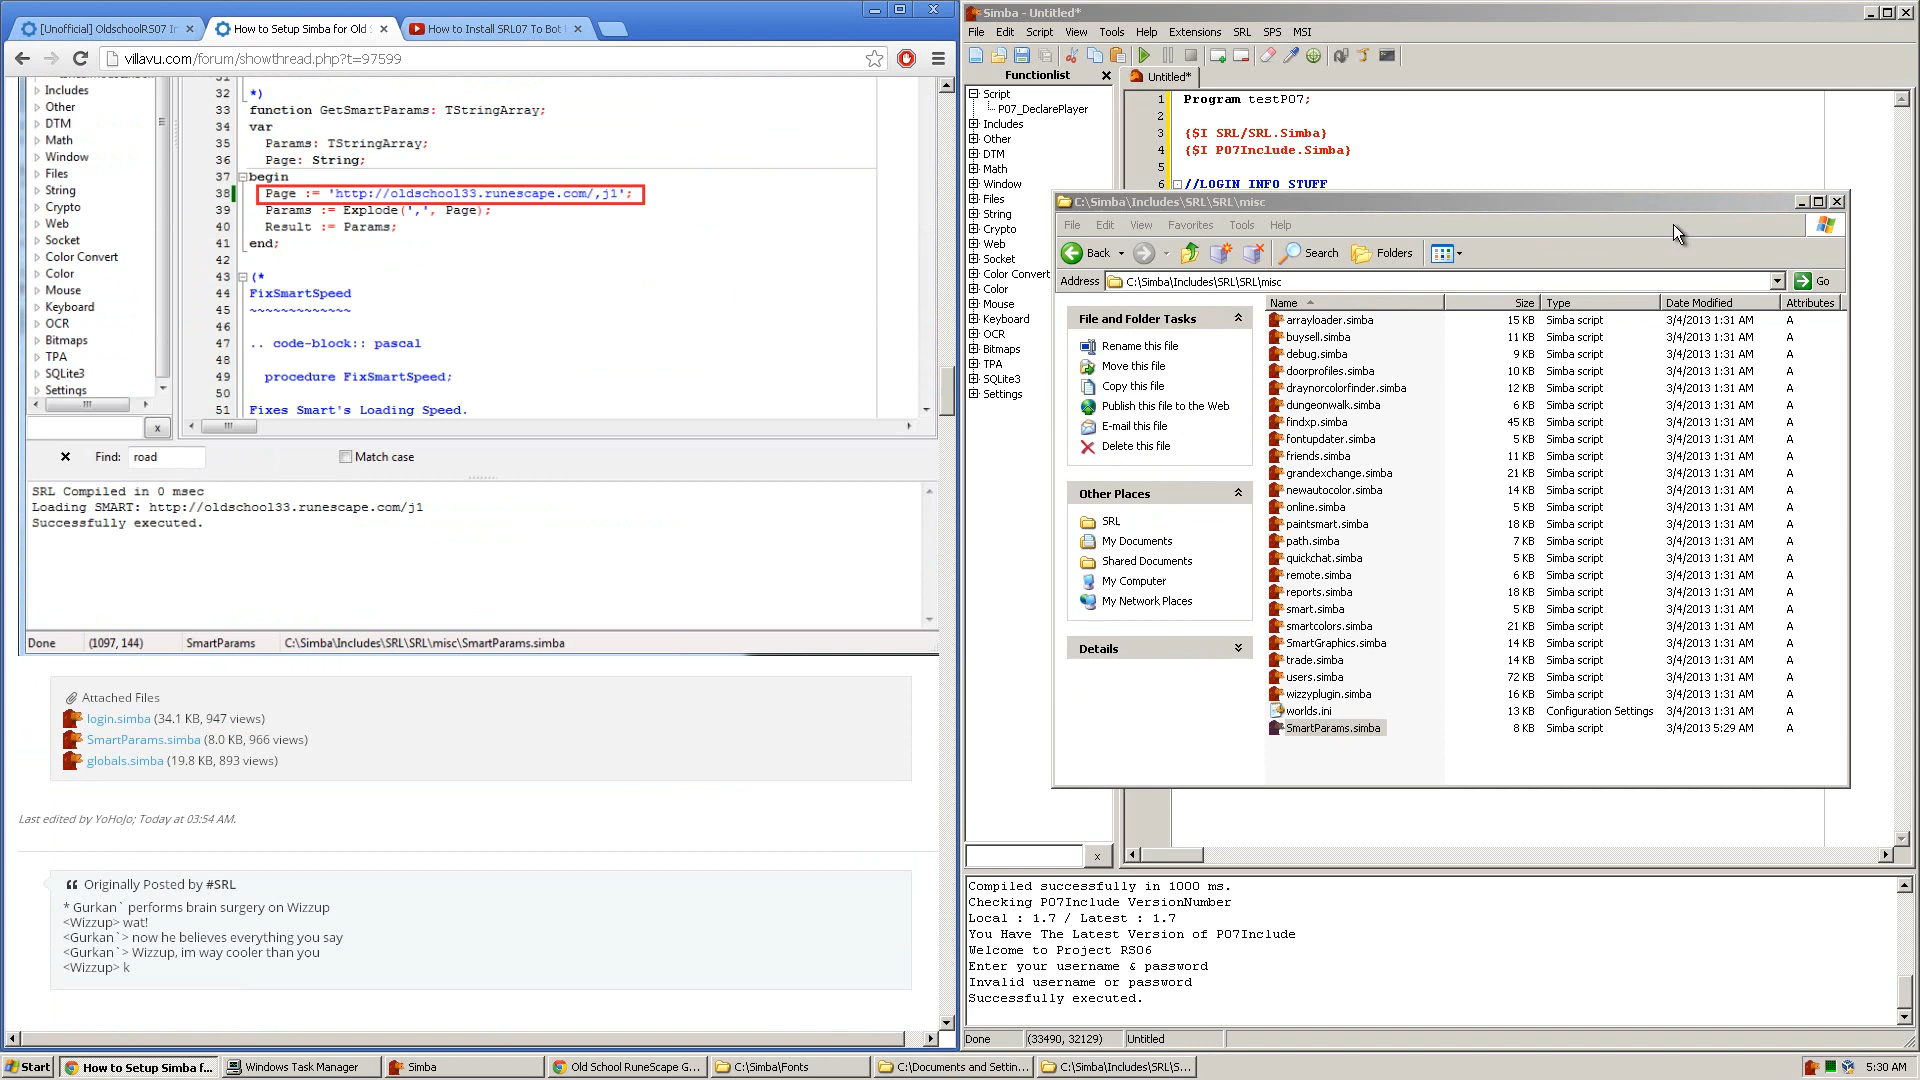 [Unofficial] OldschoolRS07 Ir
How to Setup Simba for Old S
How to Install SRL07 To Bot
villavu.com/forum/showthread.php?t=97599
Includes
Other
DTM
Math
Window
Files
String
Crypto
Web
Socket
Color Convert
Color
Mouse
Keyboard
OCR
Bitmaps
TPA
SQLite3
Settings
32 *)
33 function GetSmartParams: TStringArray;
34 var
35 Params: TStringArray;
36 Page: String;
37 begin
38 Page := 'http://oldschool33.runescape.com/,j1';
39 Params := Explode(',', Page);
40 Result := Params;
41 end;
42
43 (*
44 FixSmartSpeed
45 ~~~~~~~~~~~~~
46
47 .. code-block:: pascal
48
49 procedure FixSmartSpeed;
50
51 Fixes Smart's Loading Speed.
x
Find: road
Match case
SRL Compiled in 0 msec
Loading SMART: http://oldschool33.runescape.com/j1
Successfully executed.
Done (1097, 144) SmartParams C:\Simba\Includes\SRL\SRL\misc\SmartParams.simba
Attached Files
login.simba (34.1 KB, 947 views)
SmartParams.simba (8.0 KB, 966 views)
globals.simba (19.8 KB, 893 views)
Last edited by YoHoJo; Today at 03:54 AM.
Originally Posted by #SRL
* Gurkan` performs brain surgery on Wizzup
<Wizzup> wat!
<Gurkan`> now he believes everything you say
<Gurkan`> Wizzup, im way cooler than you
<Wizzup> k
Simba - Untitled*
File Edit Script View Tools Help Extensions SRL SPS MSI
Functionlist
Untitled*
Script
P07_DeclarePlayer
Includes
Other
DTM
Math
Window
Files
String
Crypto
Web
Socket
Color Convert
Color
Mouse
Keyboard
OCR
Bitmaps
TPA
SQLite3
Settings
x
1 Program testP07;
2
3 {$I SRL/SRL.Simba}
4 {$I P07Include.Simba}
5
6 //LOGIN INFO STUFF
C:\Simba\Includes\SRL\SRL\misc
File Edit View Favorites Tools Help
Back Search Folders
Address C:\Simba\Includes\SRL\SRL\misc Go
File and Folder Tasks
Rename this file
Move this file
Copy this file
Publish this file to the Web
E-mail this file
Delete this file
Other Places
SRL
My Documents
Shared Documents
My Computer
My Network Places
Details
Name Size Type Date Modified Attributes
arrayloader.simba 15 KB Simba script 3/4/2013 1:31 AM A
buysell.simba 11 KB Simba script 3/4/2013 1:31 AM A
debug.simba 9 KB Simba script 3/4/2013 1:31 AM A
doorprofiles.simba 10 KB Simba script 3/4/2013 1:31 AM A
draynorcolorfinder.simba 12 KB Simba script 3/4/2013 1:31 AM A
dungeonwalk.simba 6 KB Simba script 3/4/2013 1:31 AM A
findxp.simba 45 KB Simba script 3/4/2013 1:31 AM A
fontupdater.simba 5 KB Simba script 3/4/2013 1:31 AM A
friends.simba 11 KB Simba script 3/4/2013 1:31 AM A
grandexchange.simba 21 KB Simba script 3/4/2013 1:31 AM A
newautocolor.simba 14 KB Simba script 3/4/2013 1:31 AM A
online.simba 5 KB Simba script 3/4/2013 1:31 AM A
paintsmart.simba 18 KB Simba script 3/4/2013 1:31 AM A
path.simba 7 KB Simba script 3/4/2013 1:31 AM A
quickchat.simba 5 KB Simba script 3/4/2013 1:31 AM A
remote.simba 6 KB Simba script 3/4/2013 1:31 AM A
reports.simba 18 KB Simba script 3/4/2013 1:31 AM A
smart.simba 5 KB Simba script 3/4/2013 1:31 AM A
smartcolors.simba 21 KB Simba script 3/4/2013 1:31 AM A
SmartGraphics.simba 14 KB Simba script 3/4/2013 1:31 AM A
trade.simba 14 KB Simba script 3/4/2013 1:31 AM A
users.simba 72 KB Simba script 3/4/2013 1:31 AM A
wizzyplugin.simba 16 KB Simba script 3/4/2013 1:31 AM A
worlds.ini 13 KB Configuration Settings 3/4/2013 1:31 AM A
SmartParams.simba 8 KB Simba script 3/4/2013 5:29 AM A
Compiled successfully in 1000 ms.
Checking P07Include VersionNumber
Local : 1.7 / Latest : 1.7
You Have The Latest Version of P07Include
Welcome to Project RS06
Enter your username & password
Invalid username or password
Successfully executed.
Done (33490, 32129) Untitled
Start
How to Setup Simba f...
Windows Task Manager
Simba
Old School RuneScape G...
C:\Simba\Fonts
C:\Documents and Settin...
C:\Simba\Includes\SRL\S...
5:30 AM